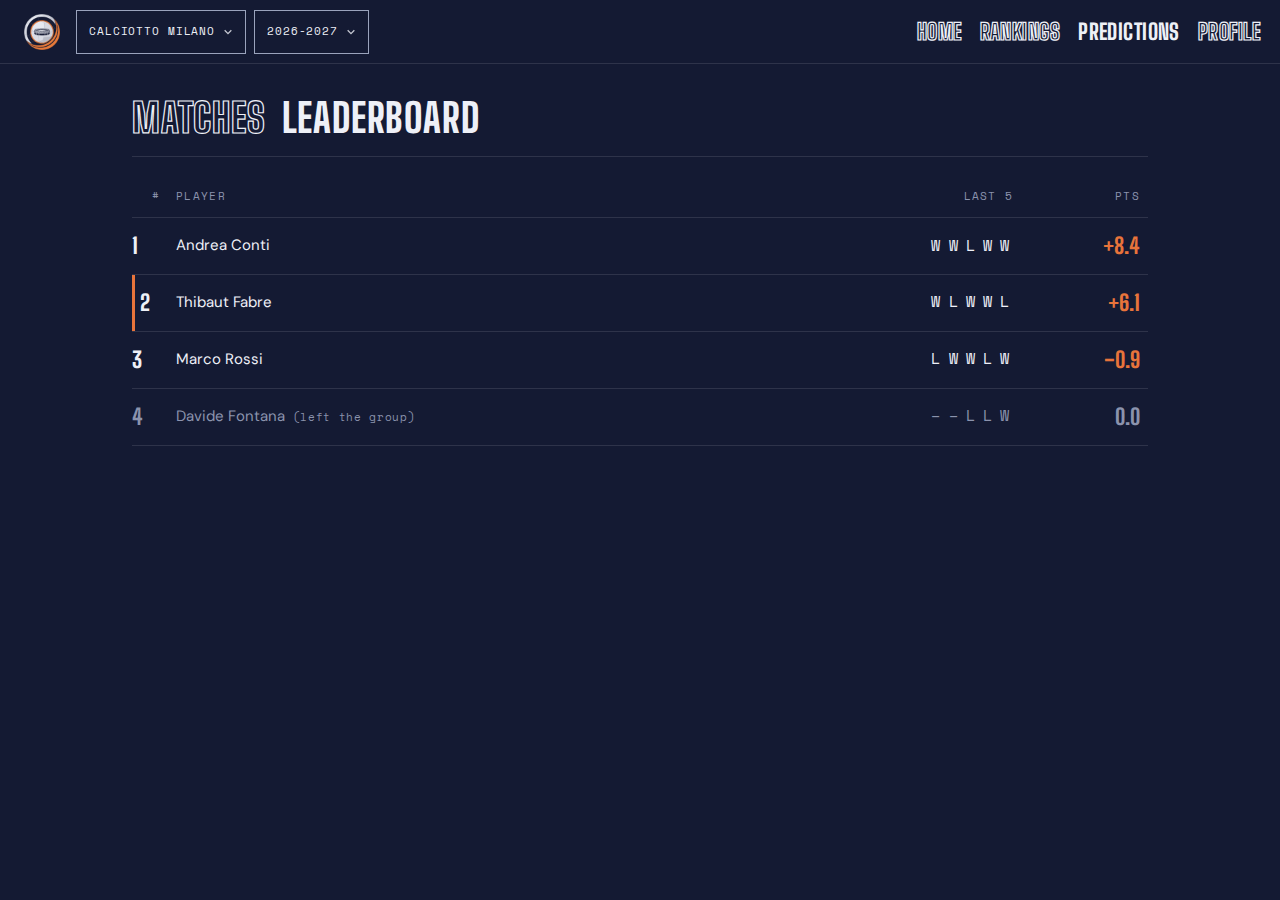 CALCIOTTO MILANO 2026-2027 HOME RANKINGS PREDICTIONS PROFILE
MATCHES LEADERBOARD
# PLAYER LAST 5 PTS
1 Andrea Conti W W L W W +8.4
2 Thibaut Fabre W L W W L +6.1
3 Marco Rossi L W W L W −0.9
4 Davide Fontana (left the group) – – L L W 0.0